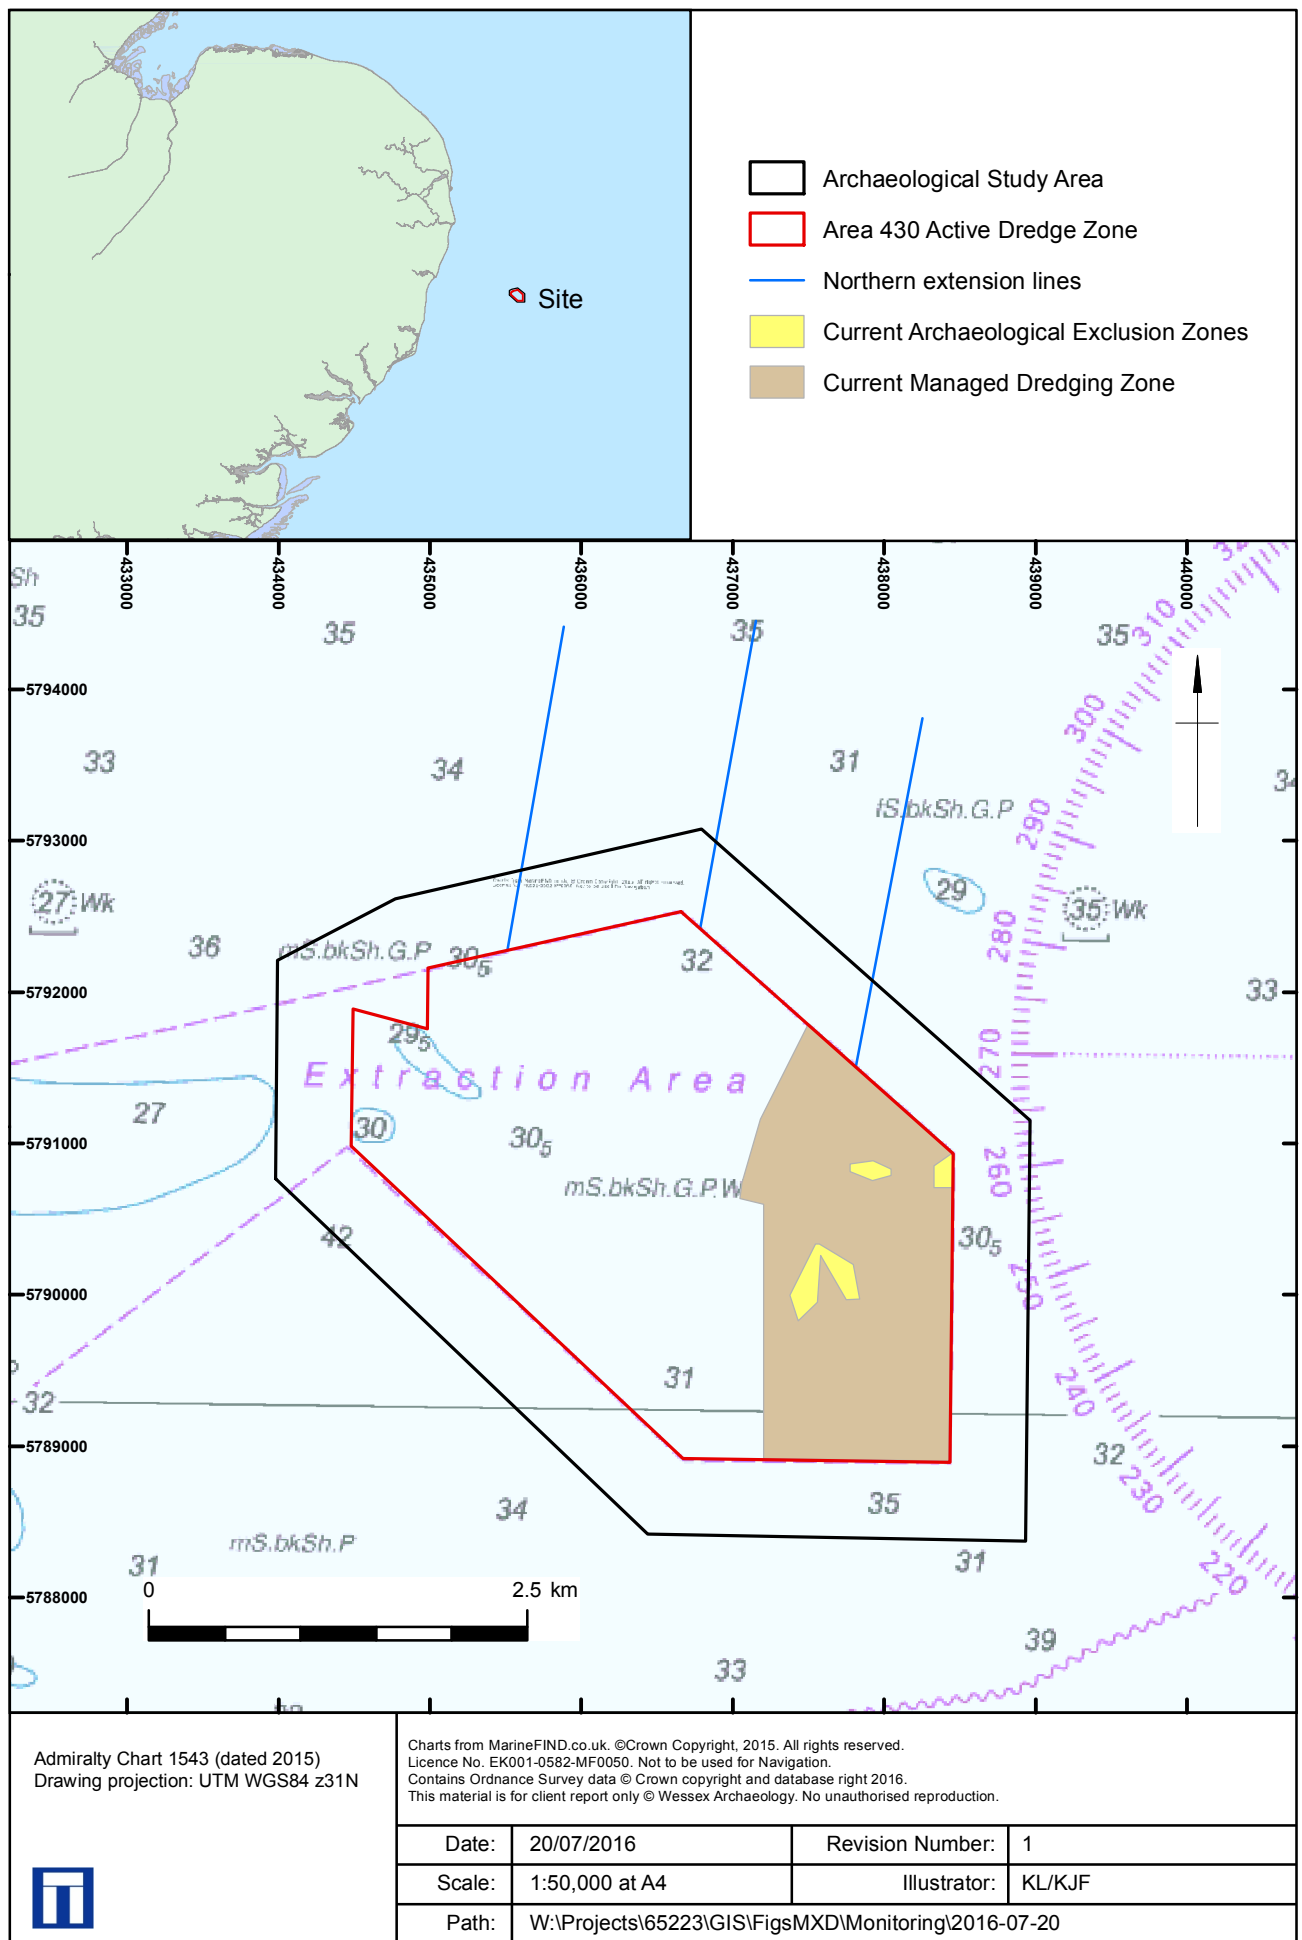 Site
Archaeological Study Area
Area 430 Active Dredge Zone
Northern extension lines
Current Archaeological Exclusion Zones
Current Managed Dredging Zone
433000
434000
435000
436000
437000
438000
439000
440000
Sh
35
35
35
35
310
5794000
300
33
34
31
fS.bkSh.G.P
290
5793000
27 Wk
29
35 Wk
280
36
mS.bkSh.G.P
30₅
32
5792000
33
29₅
270
Extraction Area
27
30
30₅
5791000
260
mS.bkSh.G.P.W
42
30₅
250
5790000
31
240
32
5789000
32
230
34
35
mS.bkSh.P
31
31
220
5788000
0 2.5 km
39
33
Admiralty Chart 1543 (dated 2015)
Drawing projection: UTM WGS84 z31N
Charts from MarineFIND.co.uk. ©Crown Copyright, 2015. All rights reserved.
Licence No. EK001-0582-MF0050. Not to be used for Navigation.
Contains Ordnance Survey data © Crown copyright and database right 2016.
This material is for client report only © Wessex Archaeology. No unauthorised reproduction.
Date: 20/07/2016 Revision Number: 1
Scale: 1:50,000 at A4 Illustrator: KL/KJF
Path: W:\Projects\65223\GIS\FigsMXD\Monitoring\2016-07-20